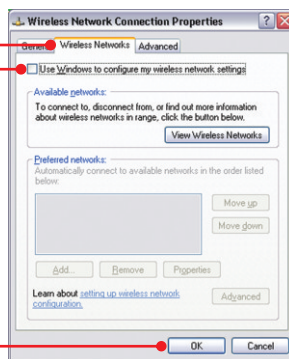 Wireless Network Connection Properties
General Wireless Networks Advanced
Use Windows to configure my wireless network settings
Available networks:
To connect to, disconnect from, or find out more information
about wireless networks in range, click the button below.
View Wireless Networks
Preferred networks:
Automatically connect to available networks in the order listed
below:
Move up
Move down
Add... Remove Properties
Learn about setting up wireless network
configuration.
Advanced
OK Cancel